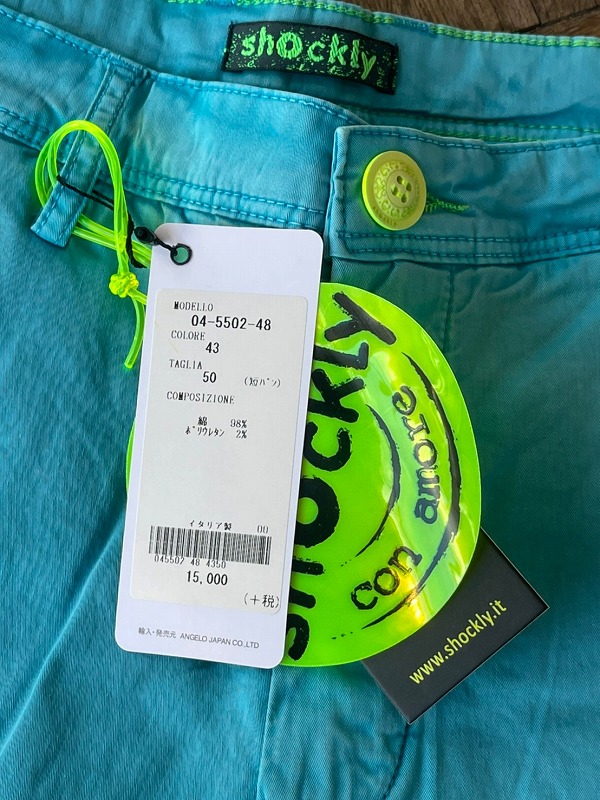 shOckly
MODELLO
04-5502-48
COLORE
43
TAGLIA
50 (短ﾊﾟﾝ)
COMPOSIZIONE
綿 98%
ﾎﾟﾘｳﾚﾀﾝ 2%
イタリア製 00
045502 48 4350
15,000
(+税)
輸入・発売元 ANGELO JAPAN CO.,LTD
SHOCKLY
con amore
www.shockly.it